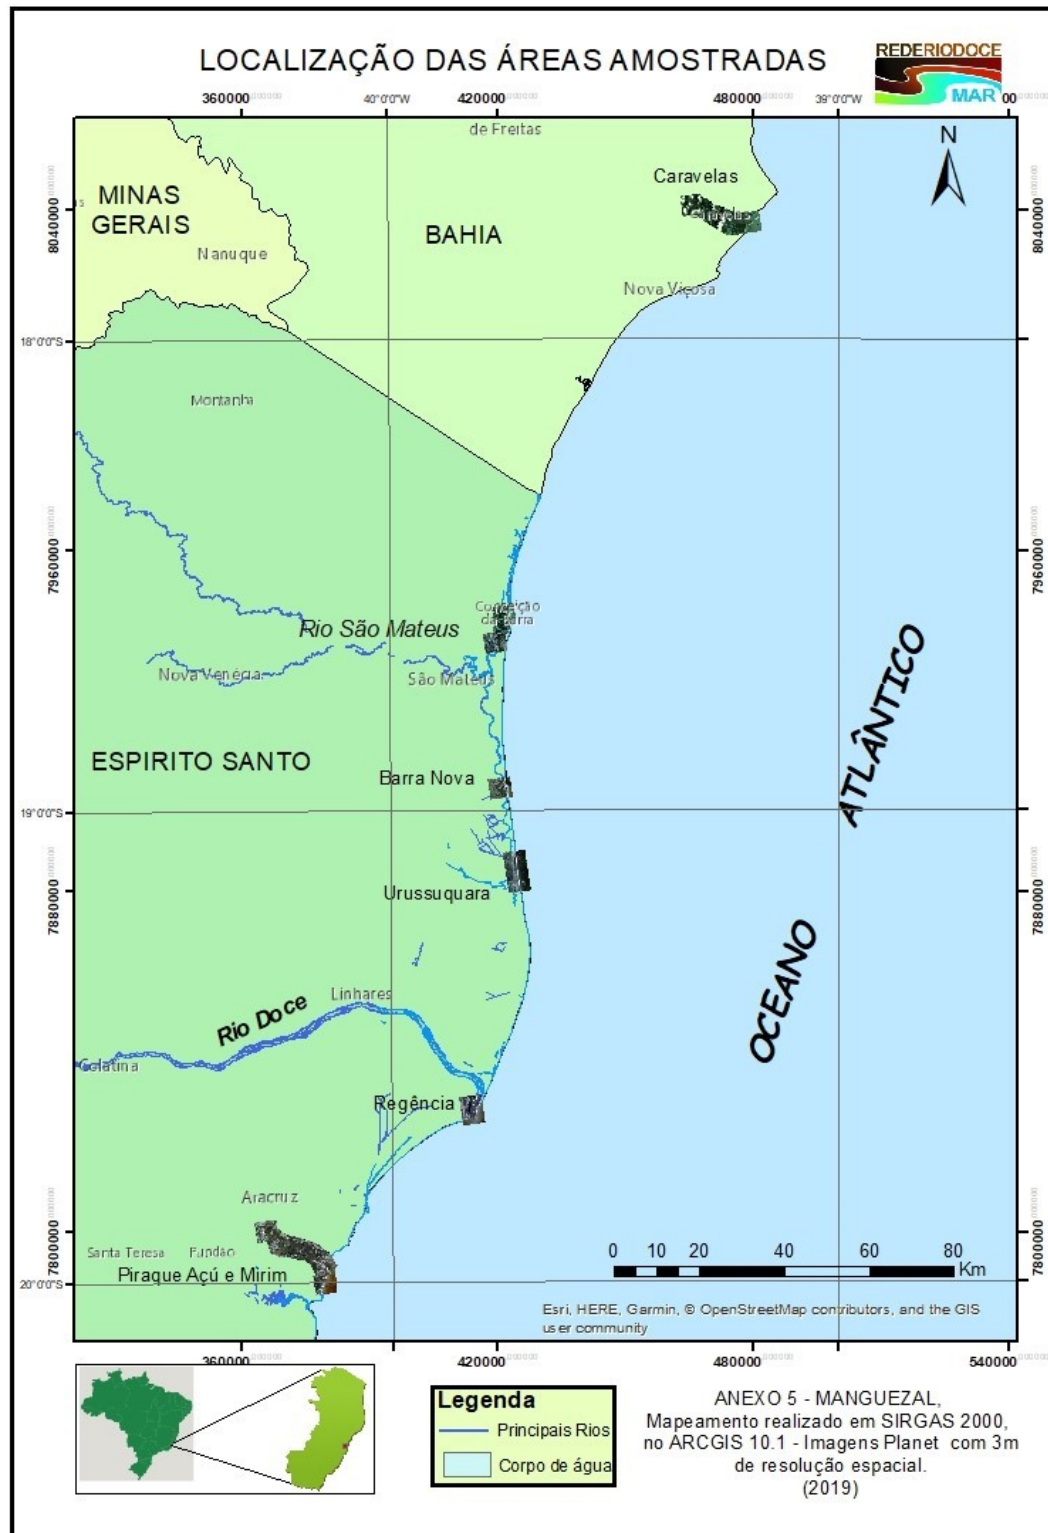 LOCALIZAÇÃO DAS ÁREAS AMOSTRADAS
REDERIODOCE
MAR
360000
40°0'0"W
420000
480000
39°0'0"W
00
de Freitas
N
Caravelas
MINAS
GERAIS
Caravelas
8040000
8040000
BAHIA
Nanuque
Nova Viçosa
18°0'0"S
Montanha
7960000
7960000
Conceição
da Barra
Rio São Mateus
Nova Venécia
São Mateus
ATLÂNTICO
ESPIRITO SANTO
Barra Nova
19°0'0"S
7880000
7880000
Urussuquara
OCEANO
Linhares
Rio Doce
Colatina
Regência
Aracruz
7800000
7800000
Santa Teresa
Fundão
Piraque Açú e Mirim
20°0'0"S
0 10 20 40 60 80
Km
Esri, HERE, Garmin, © OpenStreetMap contributors, and the GIS
user community
360000
420000
480000
540000
Legenda
Principais Rios
Corpo de água
ANEXO 5 - MANGUEZAL,
Mapeamento realizado em SIRGAS 2000,
no ARCGIS 10.1 - Imagens Planet com 3m
de resolução espacial.
(2019)